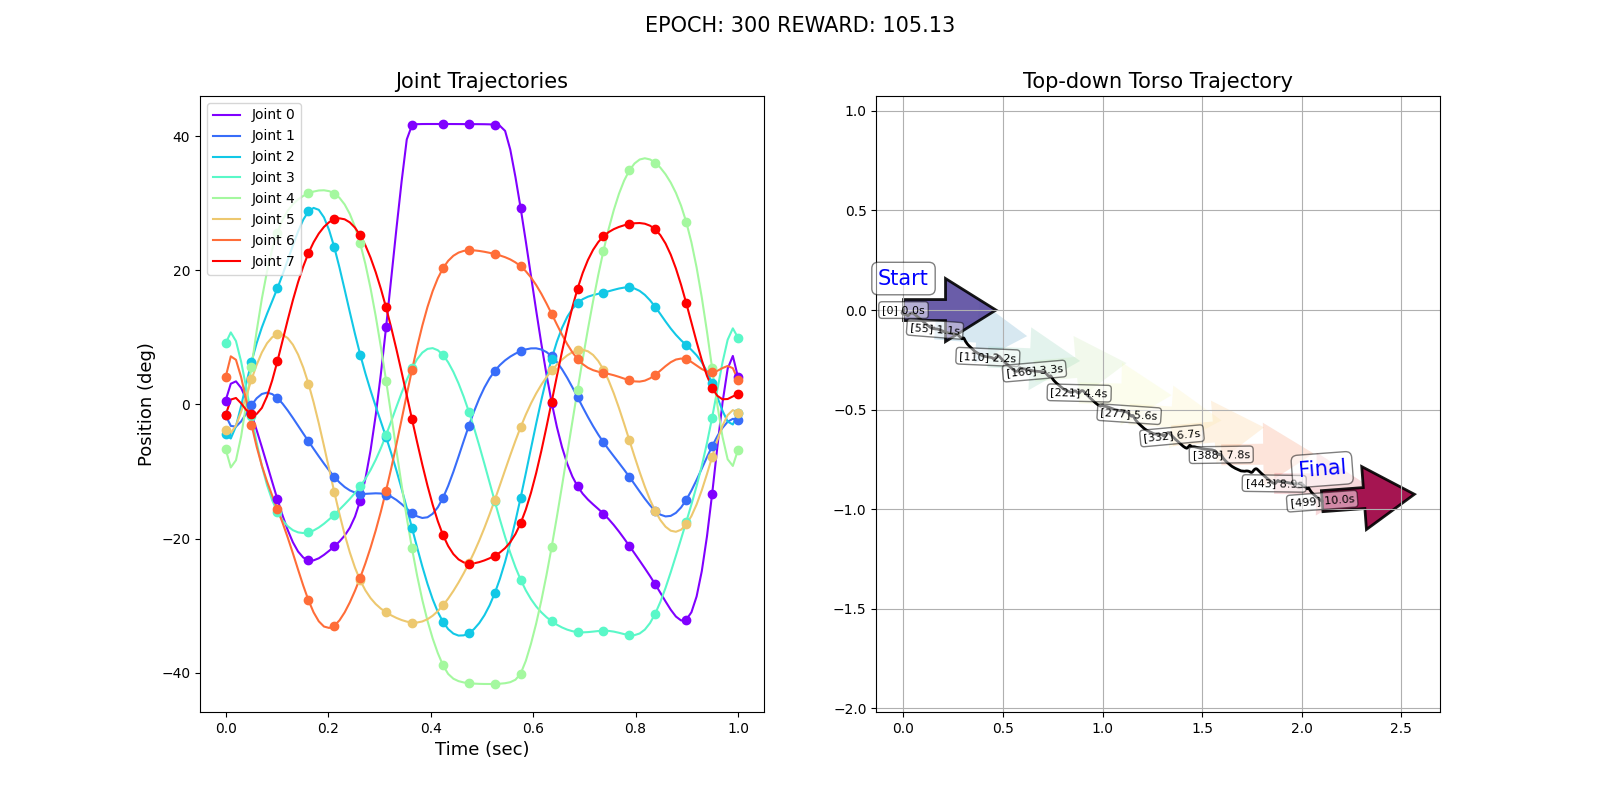 EPOCH: 300 REWARD: 105.13
Joint Trajectories
Position (deg)
40
20
0
−20
−40
Joint 0
Joint 1
Joint 2
Joint 3
Joint 4
Joint 5
Joint 6
Joint 7
0.0
0.2
0.4
0.6
0.8
1.0
Time (sec)
Top-down Torso Trajectory
1.0
0.5
0.0
−0.5
−1.0
−1.5
−2.0
Start
[0] 0.0s
[55] 1.1s
[110] 2.2s
[166] 3.3s
[221] 4.4s
[277] 5.6s
[332] 6.7s
[388] 7.8s
[443] 8.9s
Final
[499] 10.0s
0.0
0.5
1.0
1.5
2.0
2.5